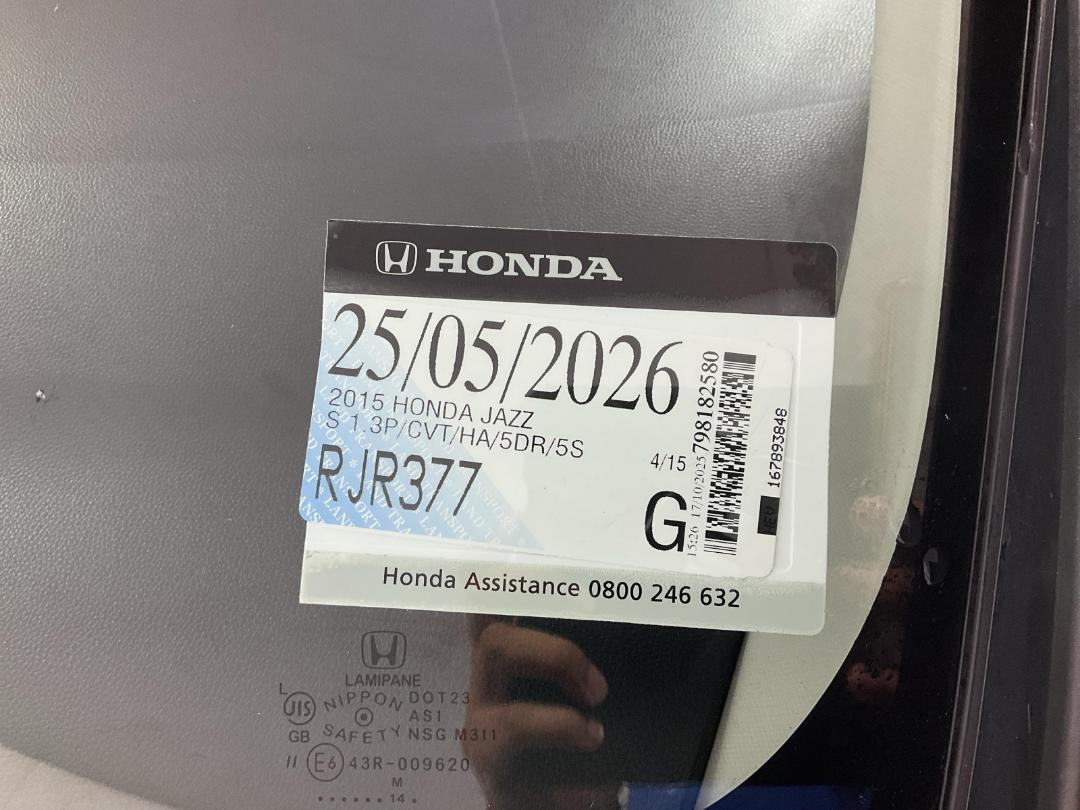 HONDA
25/05/2026
2015 HONDA JAZZ
S 1.3P/CVT/HA/5DR/5S
4/15
RJR377
G
15:26 17/10/2025
798182580
167893848
Honda Assistance 0800 246 632
LAMIPANE
L
JIS NIPPON DOT23
AS1
GB SAFETY NSG M311
II E6 43R-009620
M
...... 14 .